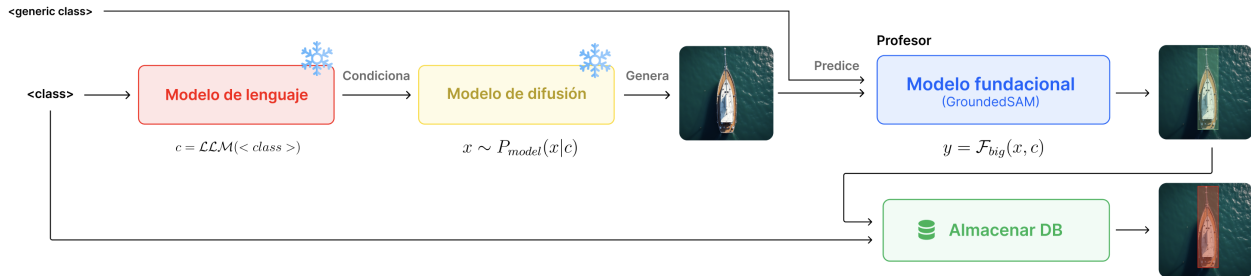 <generic class>
Profesor
<class>
Modelo de lenguaje
Condiciona
Modelo de difusión
Genera
Predice
Modelo fundacional
(GroundedSAM)
c = LLM(< class >)
x ∼ P_model(x|c)
y = F_big(x, c)
Almacenar DB